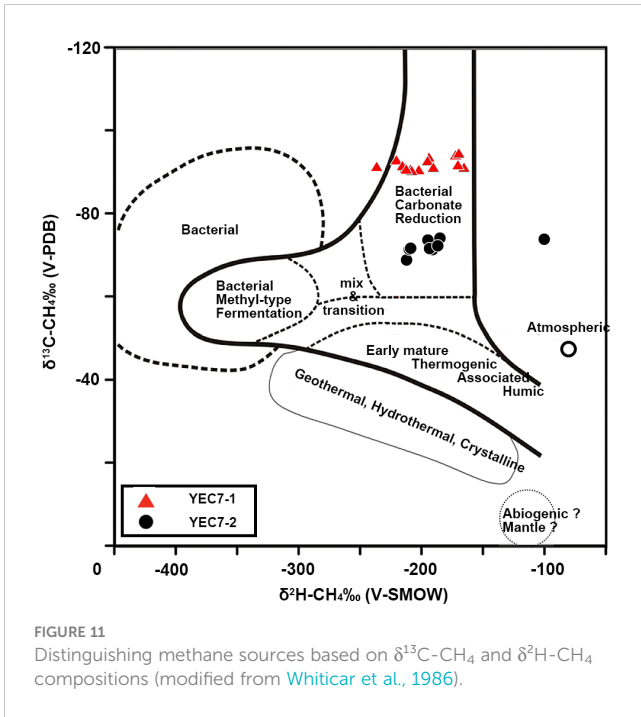 -120
-80
-40
0
-400
-300
-200
-100
δ¹³C-CH₄‰ (V-PDB)
δ²H-CH₄‰ (V-SMOW)
Bacterial
Bacterial
Carbonate
Reduction
Bacterial
Methyl-type
Fermentation
mix
&
transition
Atmospheric
Early mature
Thermogenic
Associated
Humic
Geothermal, Hydrothermal, Crystalline
Abiogenic ?
Mantle ?
YEC7-1
YEC7-2
FIGURE 11
Distinguishing methane sources based on δ¹³C-CH₄ and δ²H-CH₄
compositions (modified from Whiticar et al., 1986).